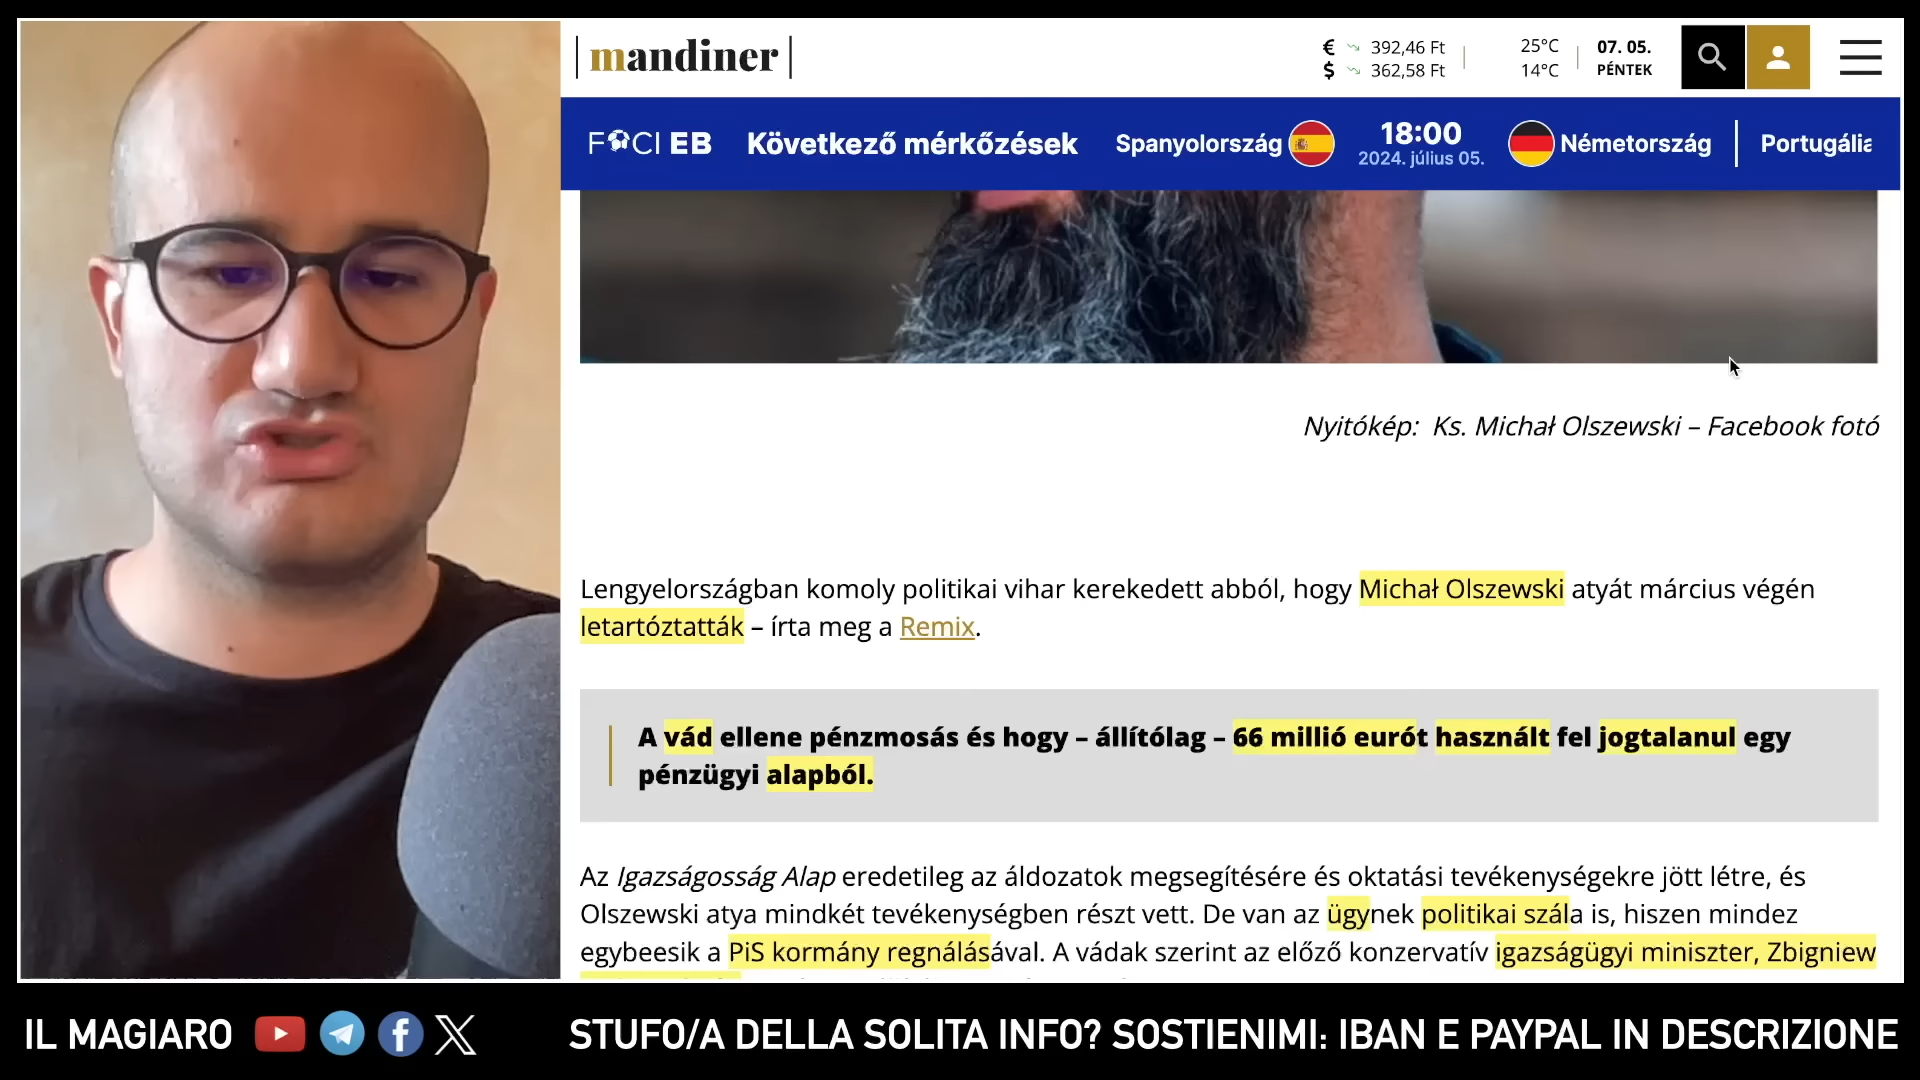 mandiner
€ 392,46 Ft
$ 362,58 Ft
25°C
14°C
07. 05.
PÉNTEK
FOCI EB
Következő mérkőzések
Spanyolország
18:00
2024. július 05.
Németország
Portugália
Nyitókép: Ks. Michał Olszewski – Facebook fotó
Lengyelországban komoly politikai vihar kerekedett abból, hogy Michał Olszewski atyát március végén
letartóztatták – írta meg a Remix.
A vád ellene pénzmosás és hogy – állítólag – 66 millió eurót használt fel jogtalanul egy
pénzügyi alapból.
Az Igazságosság Alap eredetileg az áldozatok megsegítésére és oktatási tevékenységekre jött létre, és
Olszewski atya mindkét tevékenységben részt vett. De van az ügynek politikai szála is, hiszen mindez
egybeesik a PiS kormány regnálásával. A vádak szerint az előző konzervatív igazságügyi miniszter, Zbigniew
IL MAGIARO
STUFO/A DELLA SOLITA INFO? SOSTIENIMI: IBAN E PAYPAL IN DESCRIZIONE